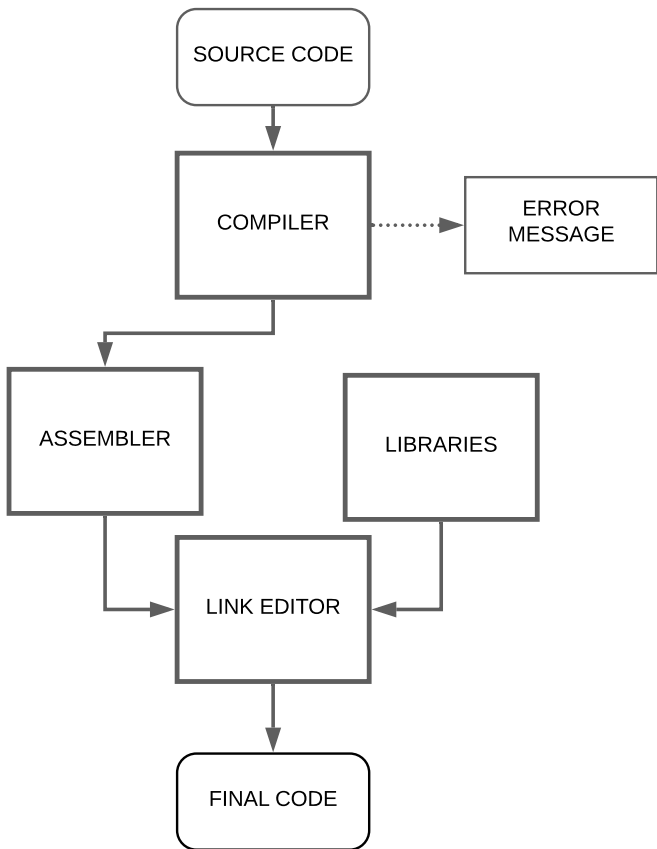 SOURCE CODE
COMPILER
ERROR
MESSAGE
ASSEMBLER
LIBRARIES
LINK EDITOR
FINAL CODE